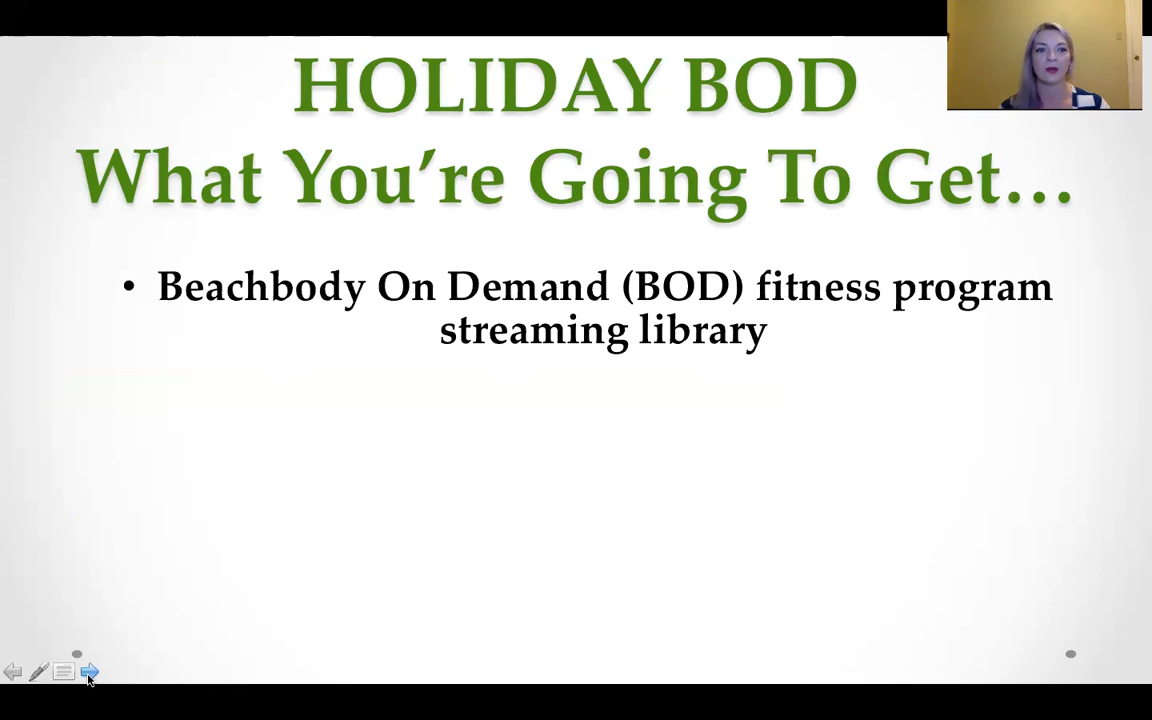 HOLIDAY BOD
What You’re Going To Get…
• Beachbody On Demand (BOD) fitness program
streaming library